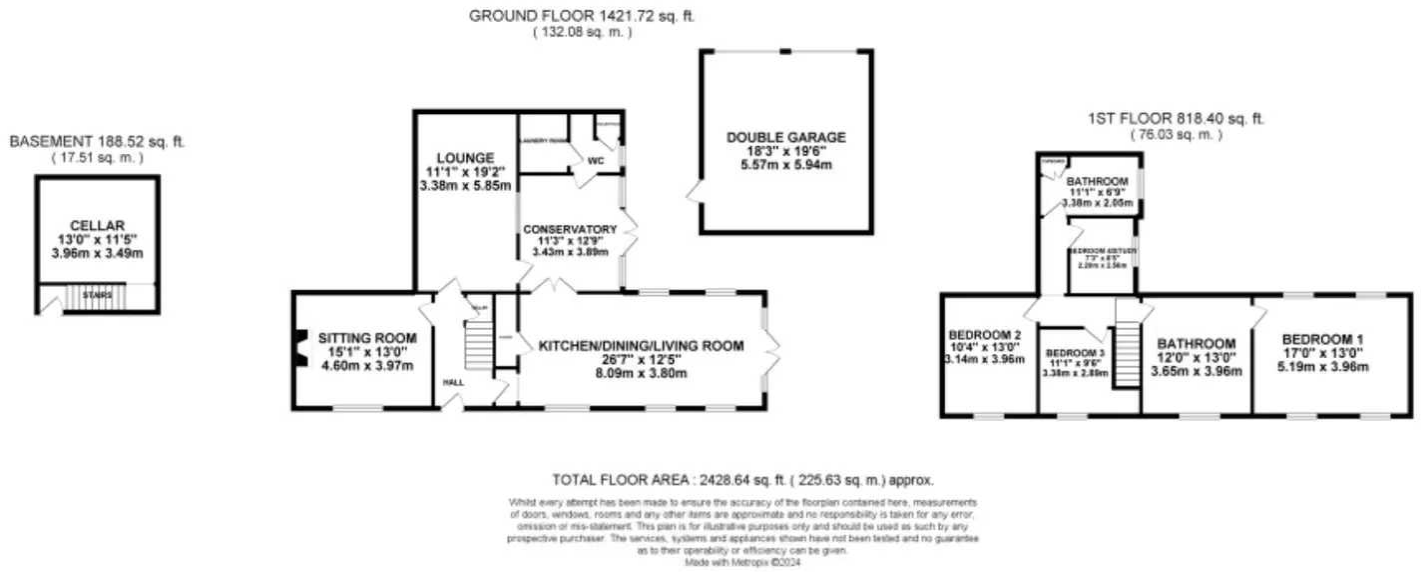 GROUND FLOOR 1421.72 sq. ft.
( 132.08 sq. m. )
BASEMENT 188.52 sq. ft.
( 17.51 sq. m. )
1ST FLOOR 818.40 sq. ft.
( 76.03 sq. m. )
CELLAR
13'0" x 11'5"
3.96m x 3.49m
STAIRS
LOUNGE
11'1" x 19'2"
3.38m x 5.85m
LAUNDRY ROOM
WC
CONSERVATORY
11'3" x 12'9"
3.43m x 3.89m
SITTING ROOM
15'1" x 13'0"
4.60m x 3.97m
HALL
KITCHEN/DINING/LIVING ROOM
26'7" x 12'5"
8.09m x 3.80m
DOUBLE GARAGE
18'3" x 19'6"
5.57m x 5.94m
BATHROOM
11'1" x 6'9"
3.38m x 2.05m
BEDROOM 4/STUDY
BEDROOM 2
10'4" x 13'0"
3.14m x 3.96m
BEDROOM 3
11'1" x 9'6"
3.38m x 2.89m
BATHROOM
12'0" x 13'0"
3.65m x 3.96m
BEDROOM 1
17'0" x 13'0"
5.19m x 3.96m
TOTAL FLOOR AREA : 2428.64 sq. ft. ( 225.63 sq. m.) approx.
Whilst every attempt has been made to ensure the accuracy of the floorplan contained here, measurements
of doors, windows, rooms and any other items are approximate and no responsibility is taken for any error,
omission or mis-statement. This plan is for illustrative purposes only and should be used as such by any
prospective purchaser. The services, systems and appliances shown have not been tested and no guarantee
as to their operability or efficiency can be given.
Made with Metropix ©2024